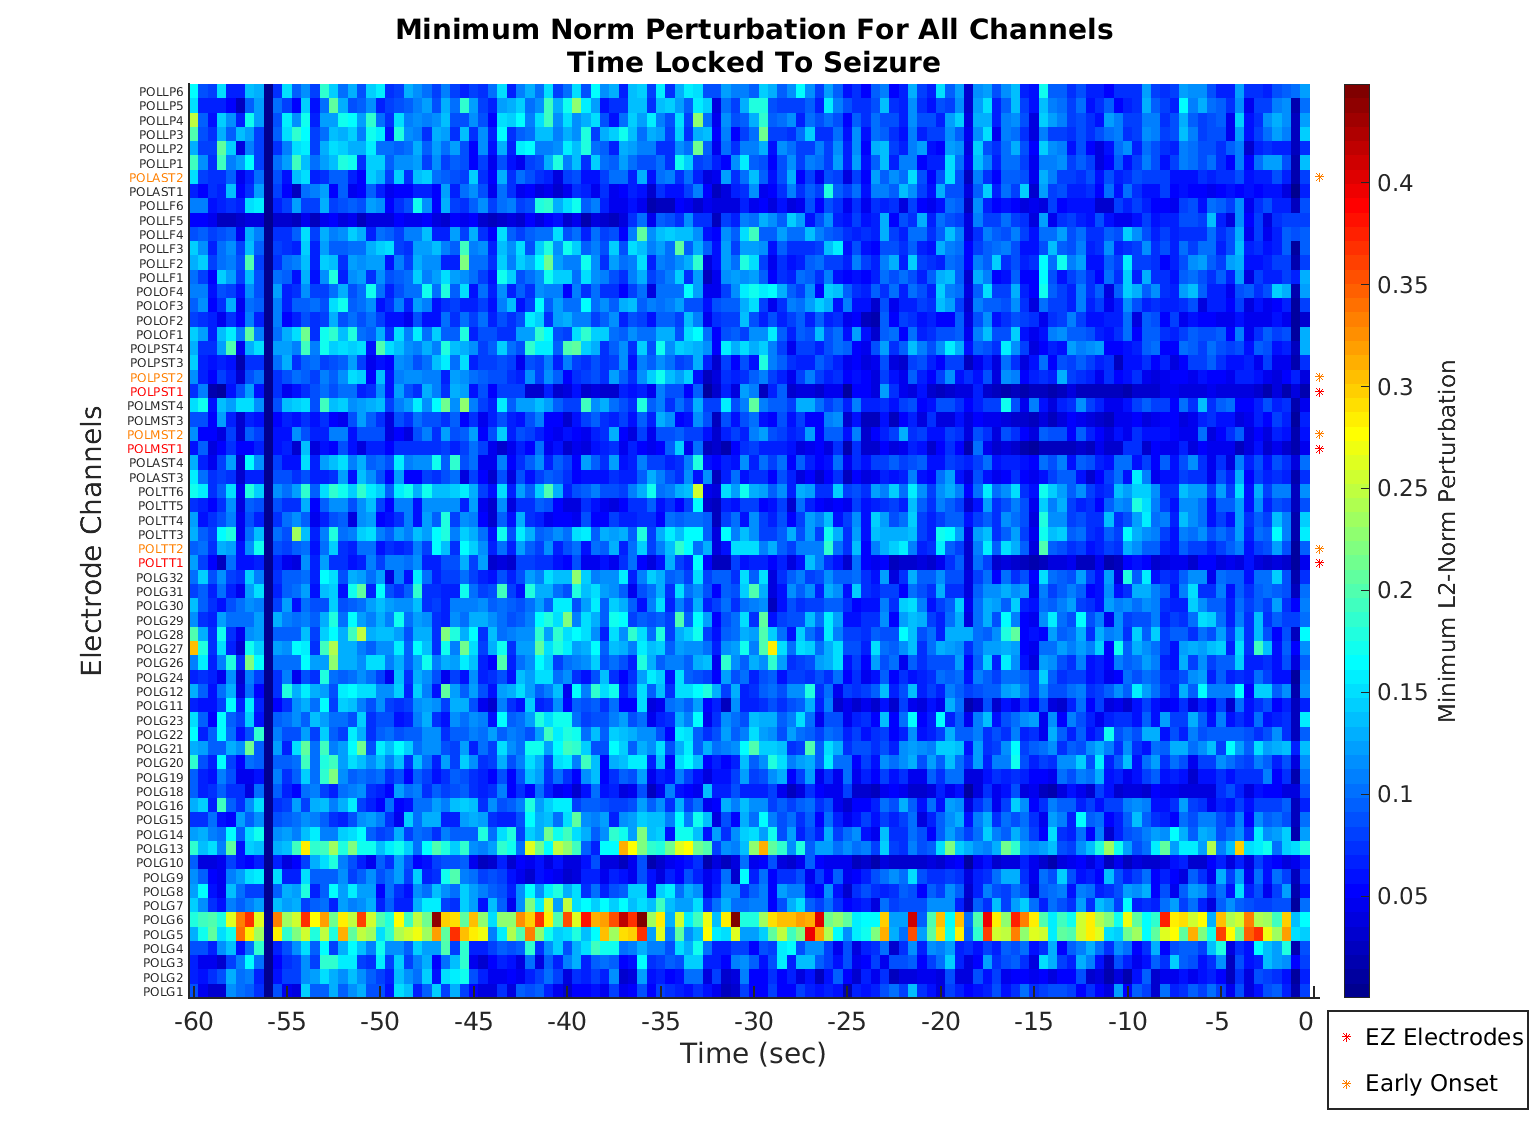 Minimum Norm Perturbation For All Channels
Time Locked To Seizure
Electrode Channels
POLLP6
POLLP5
POLLP4
POLLP3
POLLP2
POLLP1
POLAST2
POLAST1
POLLF6
POLLF5
POLLF4
POLLF3
POLLF2
POLLF1
POLOF4
POLOF3
POLOF2
POLOF1
POLPST4
POLPST3
POLPST2
POLPST1
POLMST4
POLMST3
POLMST2
POLMST1
POLAST4
POLAST3
POLTT6
POLTT5
POLTT4
POLTT3
POLTT2
POLTT1
POLG32
POLG31
POLG30
POLG29
POLG28
POLG27
POLG26
POLG24
POLG12
POLG11
POLG23
POLG22
POLG21
POLG20
POLG19
POLG18
POLG16
POLG15
POLG14
POLG13
POLG10
POLG9
POLG8
POLG7
POLG6
POLG5
POLG4
POLG3
POLG2
POLG1
-60 -55 -50 -45 -40 -35 -30 -25 -20 -15 -10 -5 0
Time (sec)
0.4
0.35
0.3
0.25
0.2
0.15
0.1
0.05
Minimum L2-Norm Perturbation
EZ Electrodes
Early Onset